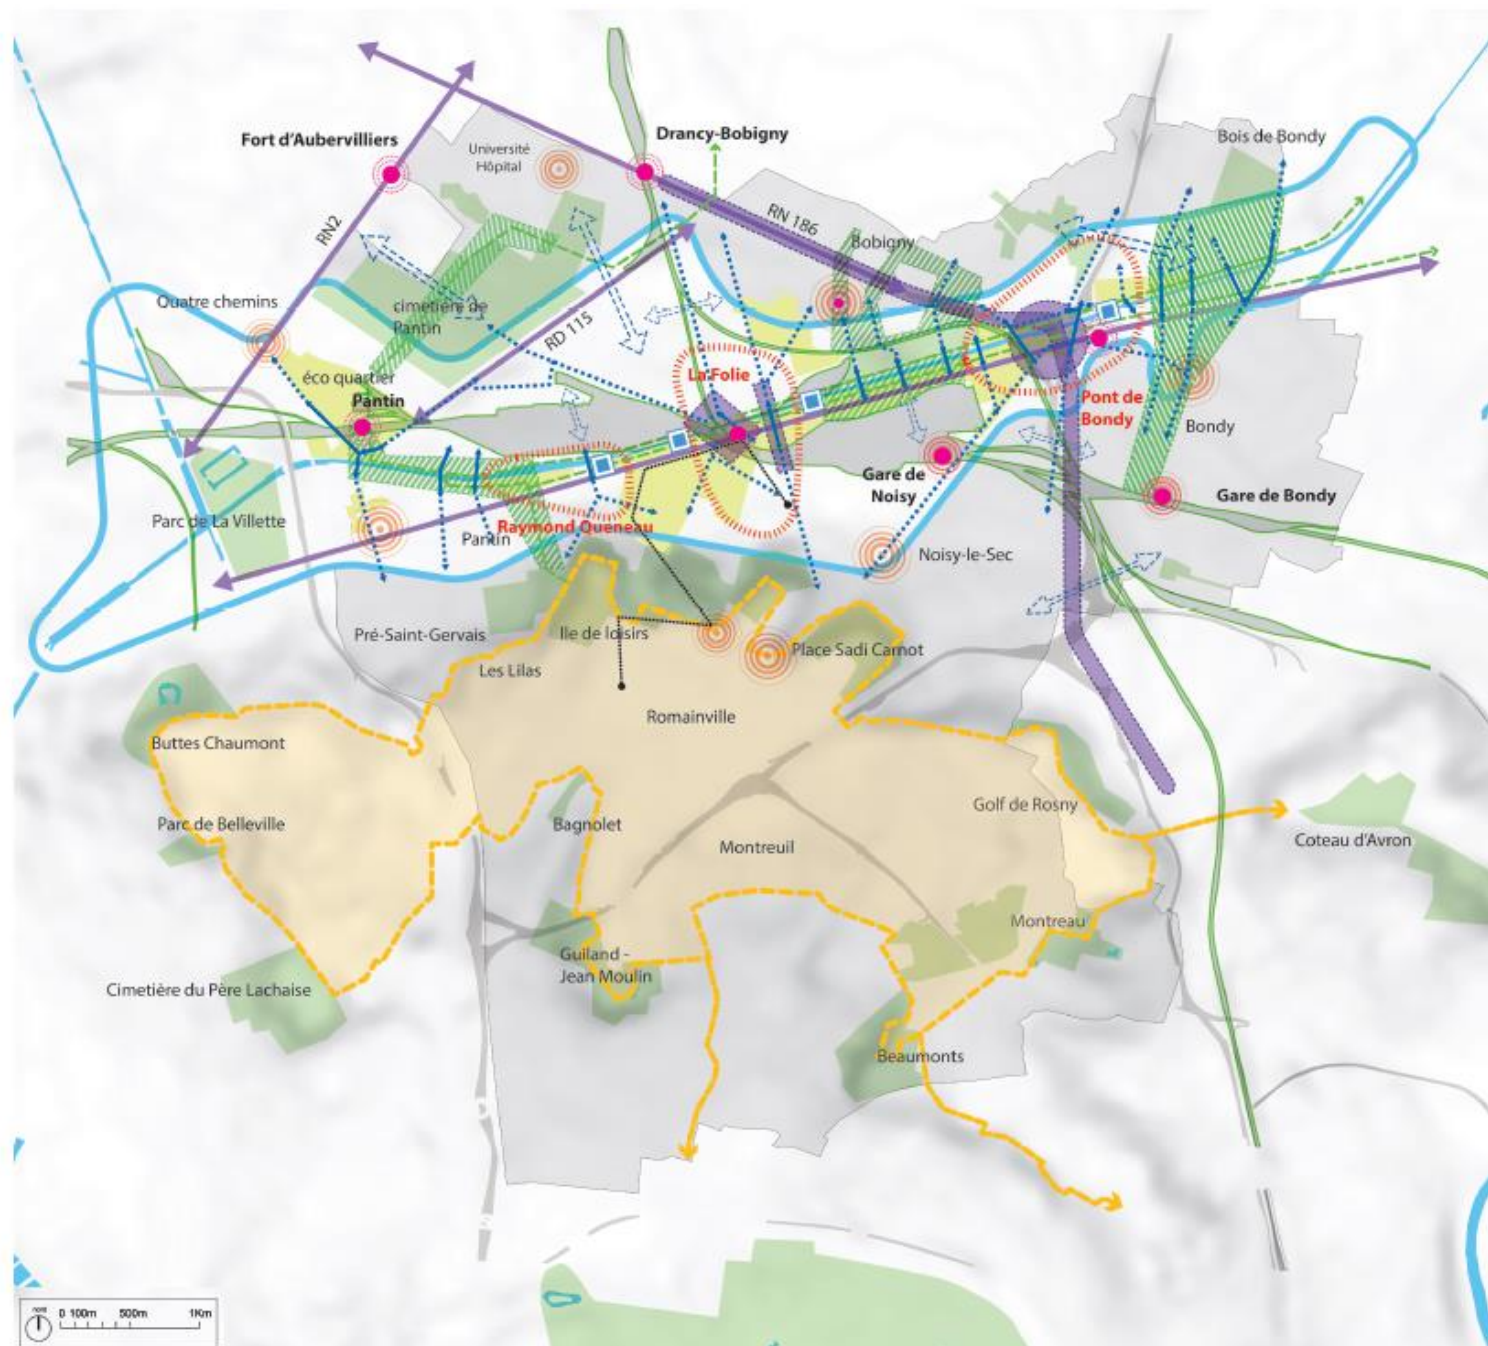 Drancy-Bobigny
Fort d'Aubervilliers
Université
Hôpital
Bois de Bondy
RN2
RN 186
Bobigny
Quatre chemins
cimetière de
Pantin
RD 115
éco quartier
Pantin
La Folie
Pont de
Bondy
Bondy
Gare de
Noisy
Gare de Bondy
Parc de La Villette
Pantin
Raymond Queneau
Noisy-le-Sec
Pré-Saint-Gervais
Ile de loisirs
Place Sadi Carnot
Les Lilas
Romainville
Buttes Chaumont
Golf de Rosny
Parc de Belleville
Bagnolet
Montreuil
Coteau d'Avron
Montreau
Guiland -
Jean Moulin
Cimetière du Père Lachaise
Beaumonts
nord
0 100m 500m 1Km